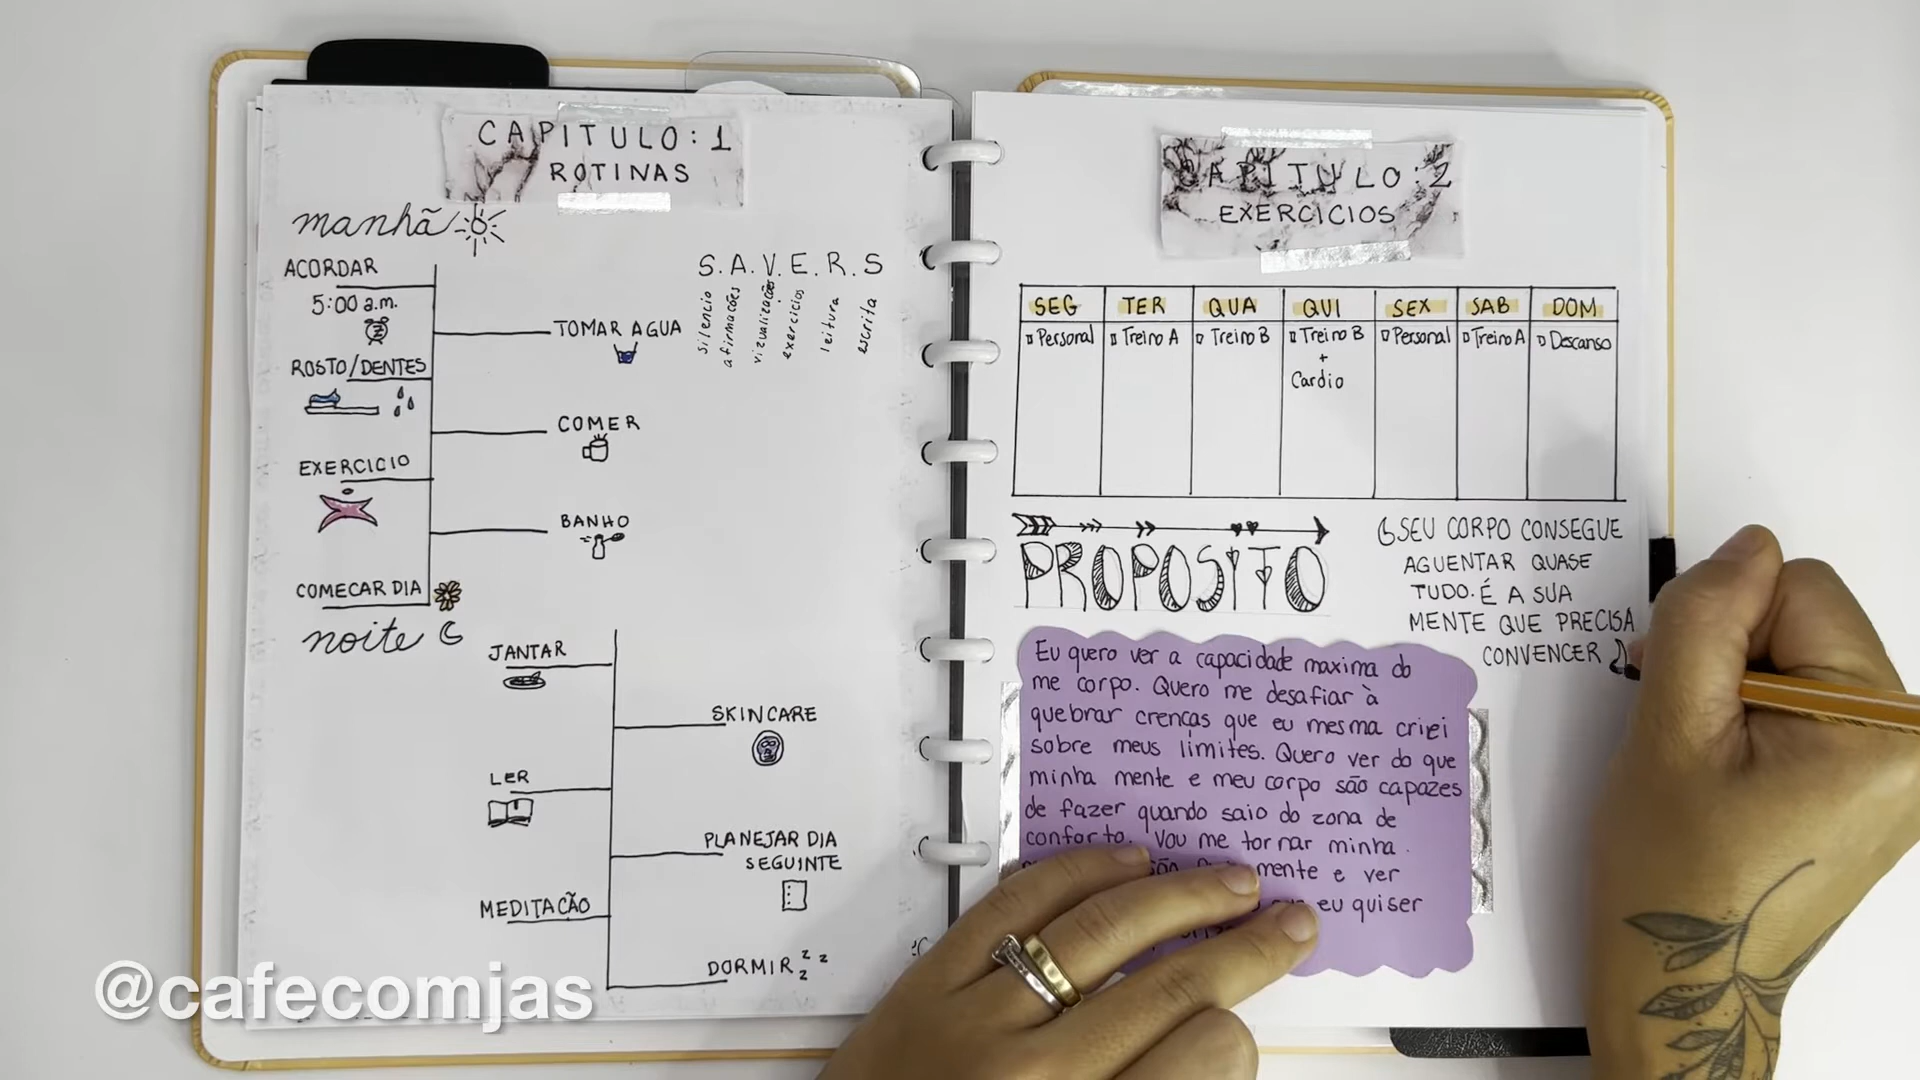 CAPITULO: 1
ROTINAS
manhã
ACORDAR
5:00 a.m.
TOMAR AGUA
ROSTO/DENTES
COMER
EXERCICIO
BANHO
COMECAR DIA
S.A.V.E.R.S
silencio
afirmações
vizualizações
exercicios
leitura
escrita
noite
JANTAR
SKINCARE
LER
PLANEJAR DIA
SEGUINTE
MEDITACÃO
DORMIR z z z
CAPITULO: 2
EXERCICIOS
SEG TER QUA QUI SEX SAB DOM
Personal Treino A Treino B Treino B Personal Treino A Descanso
+
Cardio
PROPOSITO
SEU CORPO CONSEGUE
AGUENTAR QUASE
TUDO. É A SUA
MENTE QUE PRECISA
CONVENCER
Eu quero ver a capacidade maxima do
me corpo. Quero me desafiar à
quebrar crenças que eu mesma criei
sobre meus limites. Quero ver do que
minha mente e meu corpo são capazes
de fazer quando saio do zona de
conforto. Vou me tornar minha
mente e ver
eu quiser
@cafecomjas